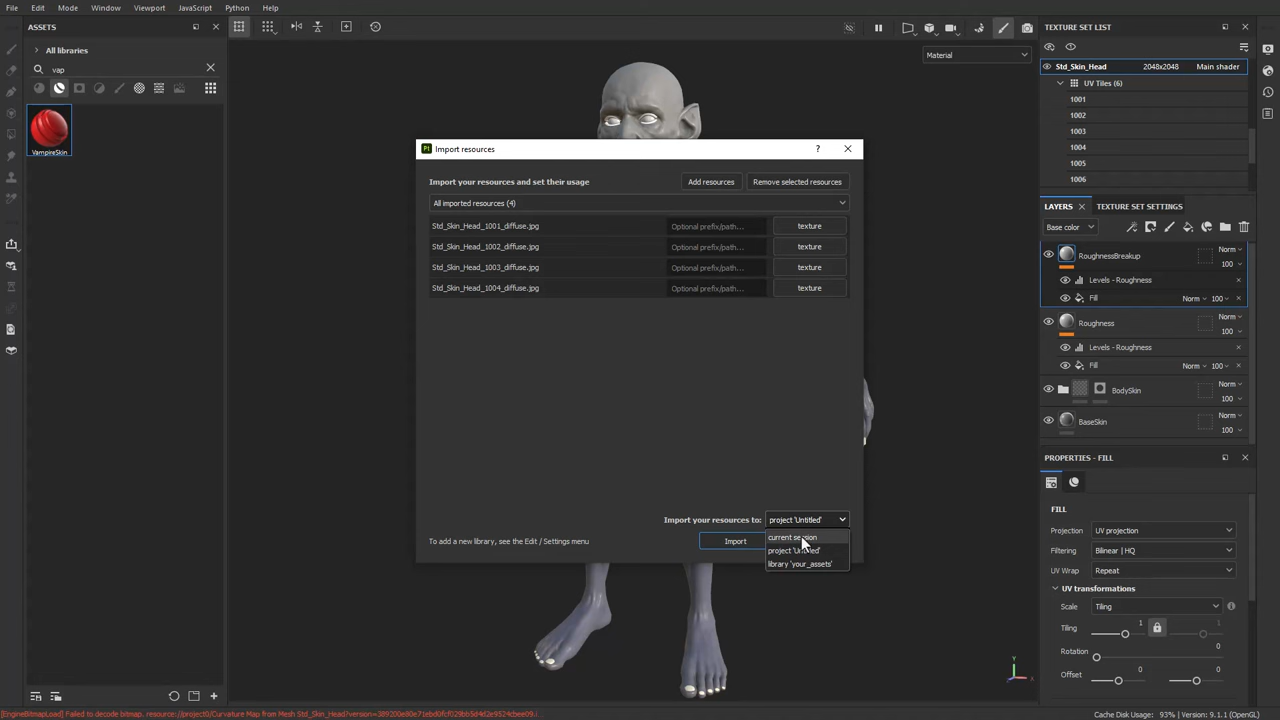 File Edit Mode Window Viewport JavaScript Python Help
ASSETS
All libraries
vap
VampireSkin
Material
Pt Import resources ?
Import your resources and set their usage
Add resources
Remove selected resources
All imported resources (4)
Std_Skin_Head_1001_diffuse.jpg Optional prefix/path... texture
Std_Skin_Head_1002_diffuse.jpg Optional prefix/path... texture
Std_Skin_Head_1003_diffuse.jpg Optional prefix/path... texture
Std_Skin_Head_1004_diffuse.jpg Optional prefix/path... texture
Import your resources to: project 'Untitled'
To add a new library, see the Edit / Settings menu
Import
current session
project 'Untitled'
library 'your_assets'
Y
TEXTURE SET LIST
Std_Skin_Head 2048x2048 Main shader
UV Tiles (6)
1001
1002
1003
1004
1005
1006
LAYERS TEXTURE SET SETTINGS
Base color
RoughnessBreakup Norm
100
Levels - Roughness
Fill Norm 100
Roughness Norm
100
Levels - Roughness
Fill Norm 100
BodySkin Norm
100
BaseSkin Norm
100
PROPERTIES - FILL
FILL
Projection UV projection
Filtering Bilinear | HQ
UV Wrap Repeat
UV transformations
Scale Tiling
Tiling 1 1
Rotation 0
Offset 0 0
Cache Disk Usage: 93% | Version: 9.1.1 (OpenGL)